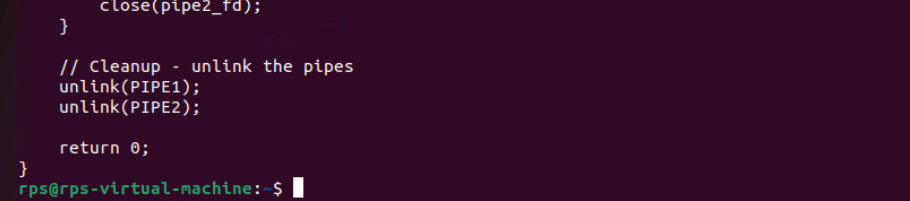 close(pipe2_fd);
    }

    // Cleanup - unlink the pipes
    unlink(PIPE1);
    unlink(PIPE2);

    return 0;
}
rps@rps-virtual-machine:~$